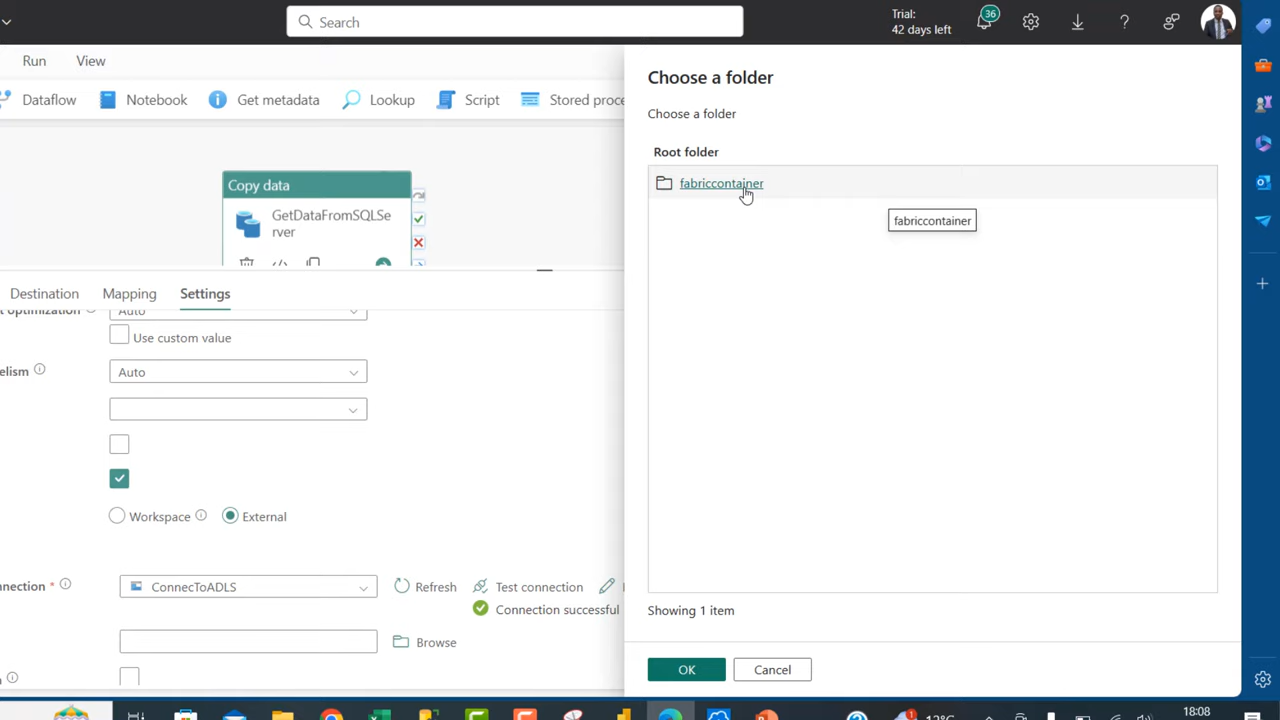 Search
Trial:
42 days left
36
Run View
Dataflow Notebook Get metadata Lookup Script Stored proce
Copy data
GetDataFromSQLSe
rver
Destination Mapping Settings
t optimization Auto
Use custom value
elism Auto
Workspace External
nnection * ConnecToADLS Refresh Test connection
Connection successful
Browse
Choose a folder
Choose a folder
Root folder
fabriccontainer
fabriccontainer
Showing 1 item
OK Cancel
18:08